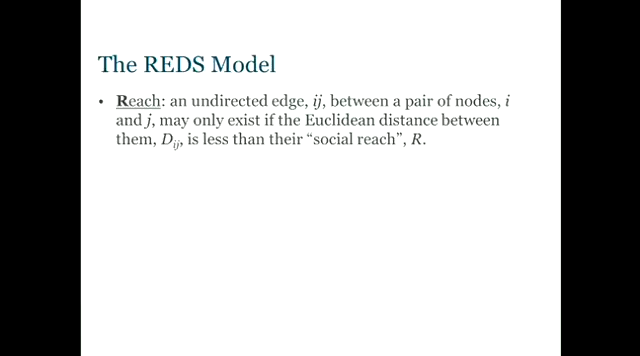 The REDS Model
• Reach: an undirected edge, ij, between a pair of nodes, i
and j, may only exist if the Euclidean distance between
them, Dij, is less than their “social reach”, R.